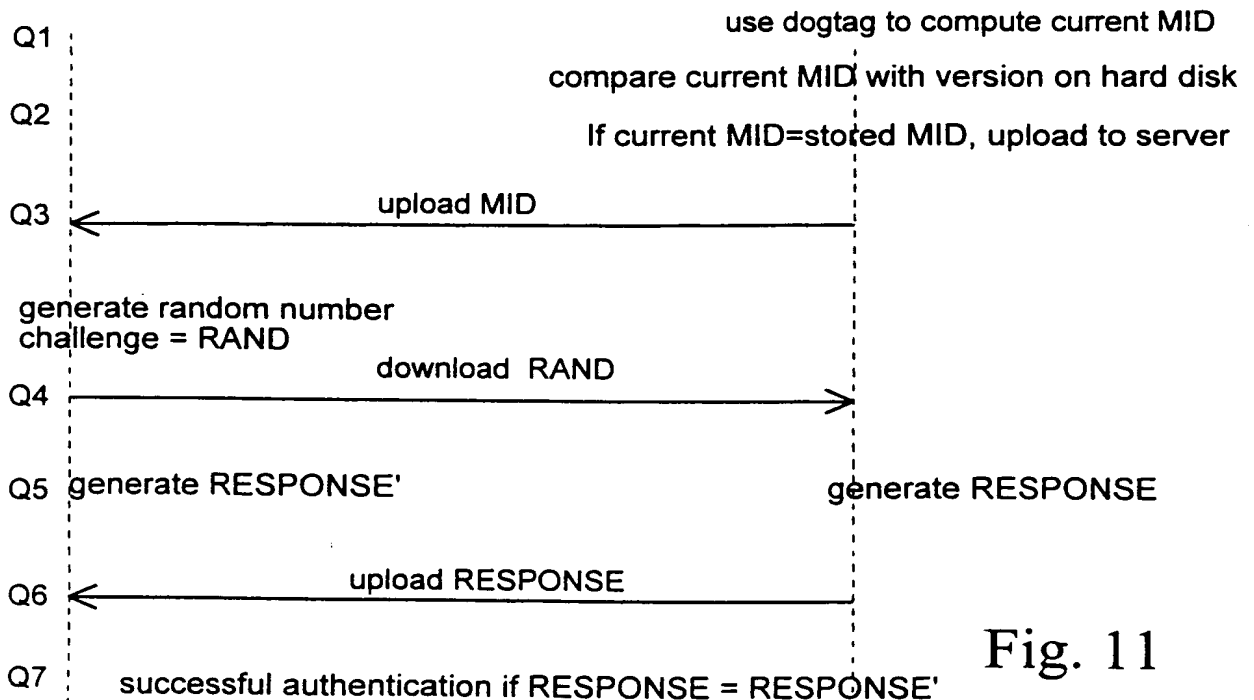 Q1
use dogtag to compute current MID
compare current MID with version on hard disk
Q2
If current MID=stored MID, upload to server
Q3
upload MID
generate random number
challenge = RAND
download RAND
Q4
Q5
generate RESPONSE'
generate RESPONSE
upload RESPONSE
Q6
Fig. 11
Q7
successful authentication if RESPONSE = RESPONSE'